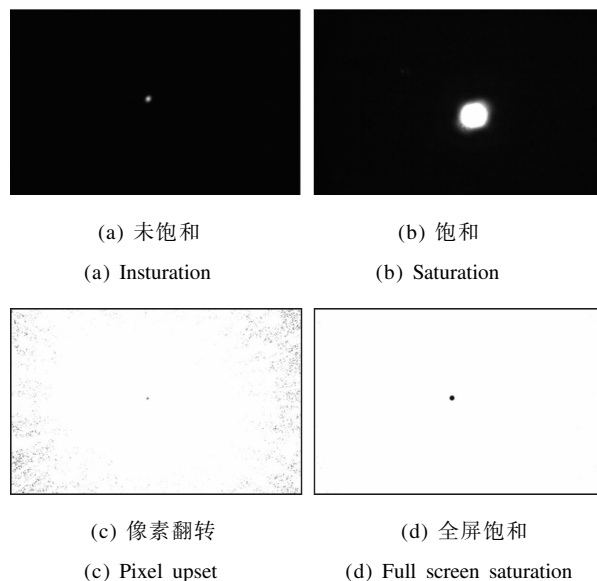 (a) 未饱和
(b) 饱和
(a) Insturation
(b) Saturation
(c) 像素翻转
(d) 全屏饱和
(c) Pixel upset
(d) Full screen saturation